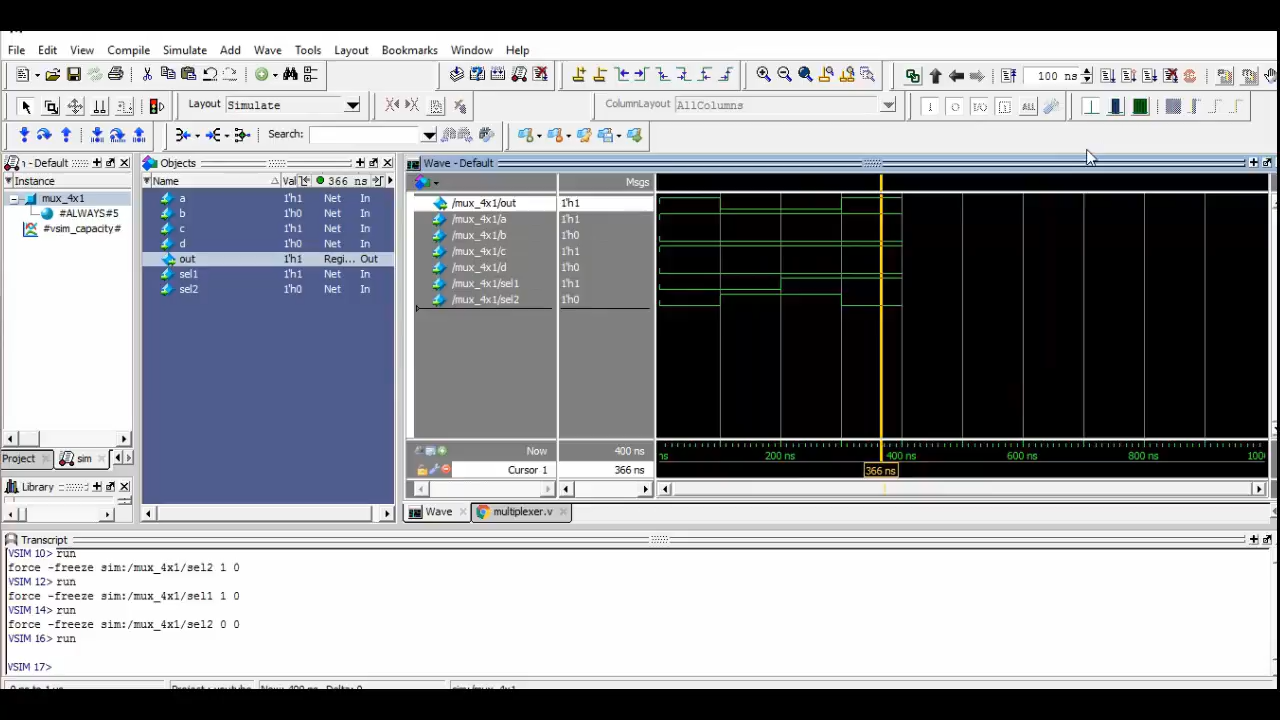 File Edit View Compile Simulate Add Wave Tools Layout Bookmarks Window Help
100 ns
Layout Simulate
ColumnLayout AllColumns
ALL
Search:
- Default
Instance
mux_4x1
#ALWAYS#5
#vsim_capacity#
Project
sim
Library
Objects
Name Val 366 ns
a 1'h1 Net In
b 1'h0 Net In
c 1'h1 Net In
d 1'h0 Net In
out 1'h1 Regi... Out
sel1 1'h1 Net In
sel2 1'h0 Net In
Wave - Default
Msgs
/mux_4x1/out 1'h1
/mux_4x1/a 1'h1
/mux_4x1/b 1'h0
/mux_4x1/c 1'h1
/mux_4x1/d 1'h0
/mux_4x1/sel1 1'h1
/mux_4x1/sel2 1'h0
Now 400 ns
ns 200 ns 400 ns 600 ns 800 ns 100
Cursor 1 366 ns
366 ns
Wave multiplexer.v
Transcript
VSIM 10> run
force -freeze sim:/mux_4x1/sel2 1 0
VSIM 12> run
force -freeze sim:/mux_4x1/sel1 1 0
VSIM 14> run
force -freeze sim:/mux_4x1/sel2 0 0
VSIM 16> run
VSIM 17>